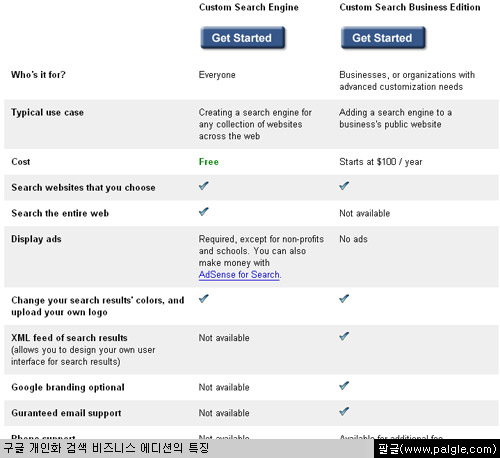 Custom Search Engine Custom Search Business Edition
Get Started Get Started
Who's it for? Everyone Businesses, or organizations with
advanced customization needs
Typical use case Creating a search engine for Adding a search engine to a
any collection of websites business's public website
across the web
Cost Free Starts at $100 / year
Search websites that you choose
Search the entire web Not available
Display ads Required, except for non-profits No ads
and schools. You can also
make money with
AdSense for Search.
Change your search results' colors, and
upload your own logo
XML feed of search results Not available
(allows you to design your own user
interface for search results)
Google branding optional Not available
Guranteed email support Not available
Phone support Not available Available for additional fee
구글 개인화 검색 비즈니스 에디션의 특징 팔글(www.palgle.com)